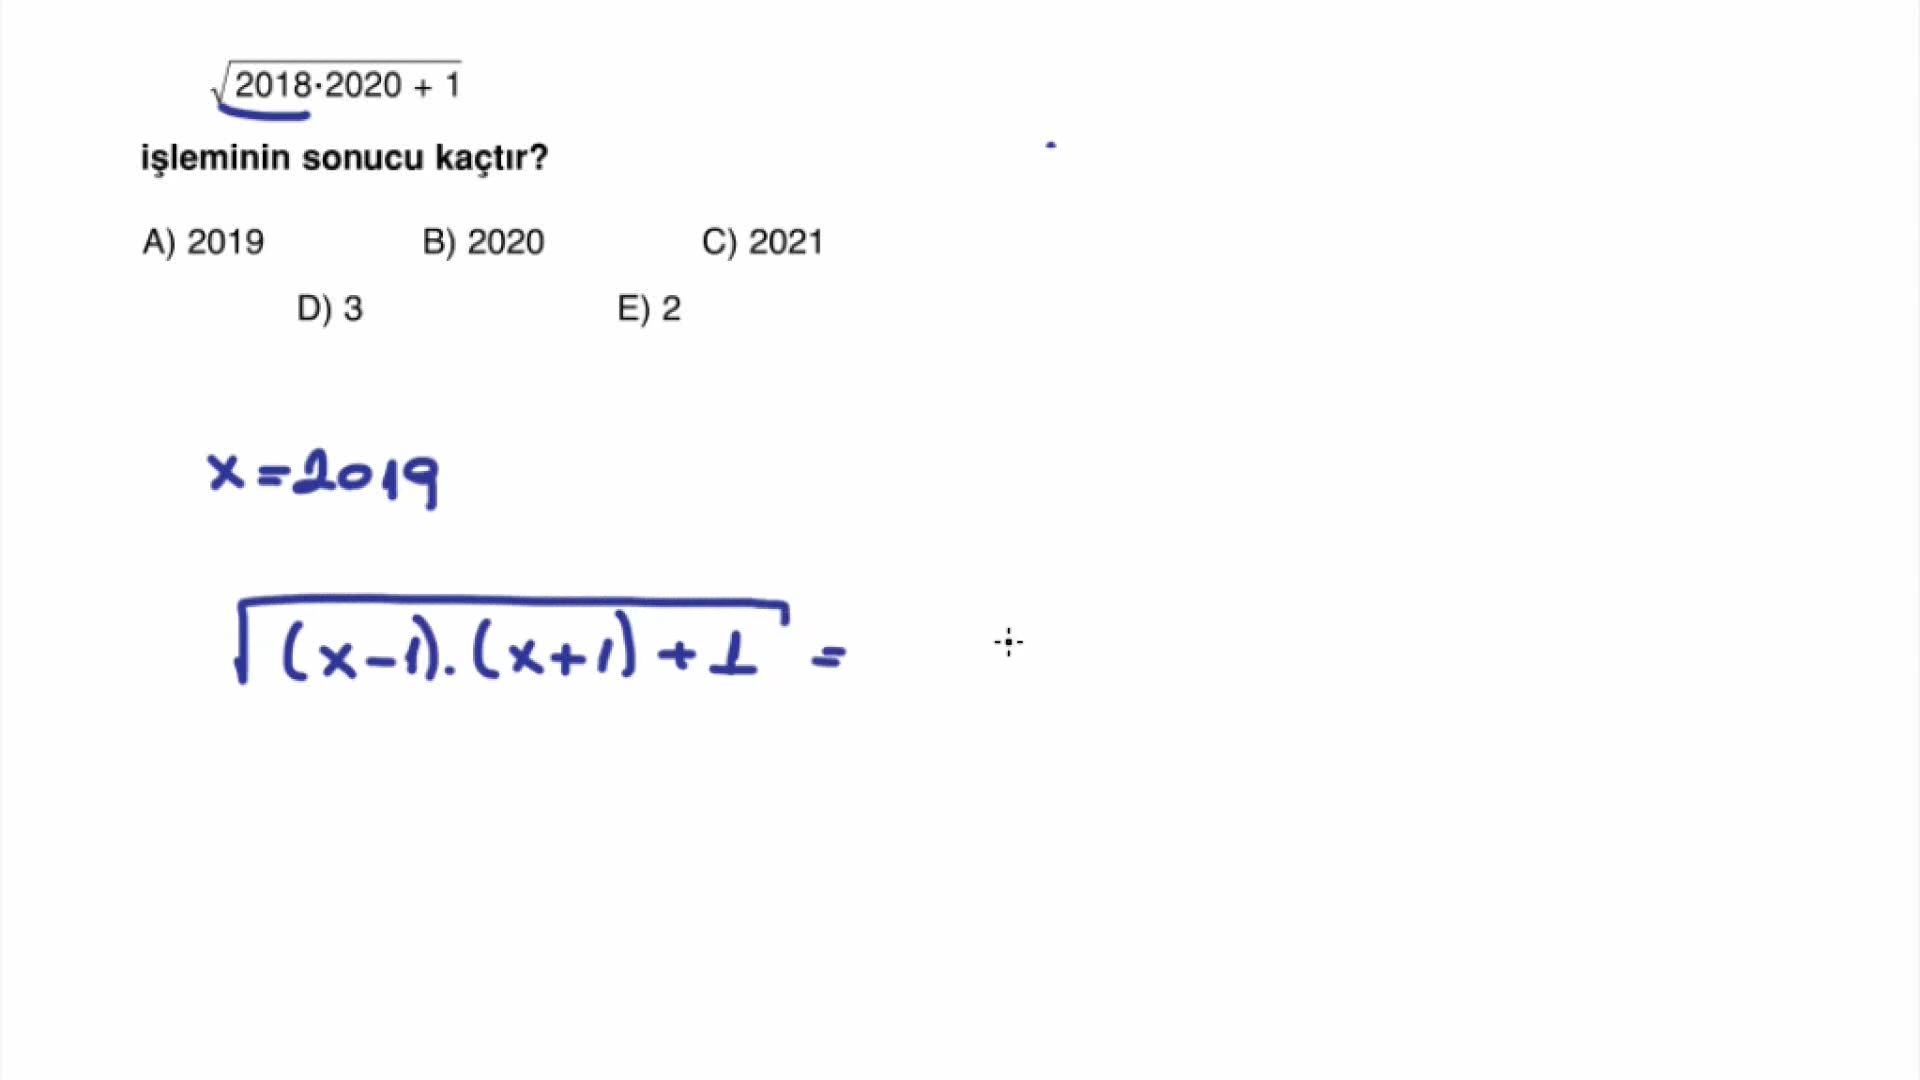 √2018·2020 + 1
işleminin sonucu kaçtır?
A) 2019 B) 2020 C) 2021
D) 3 E) 2
x=2019
√(x-1).(x+1)+1 =